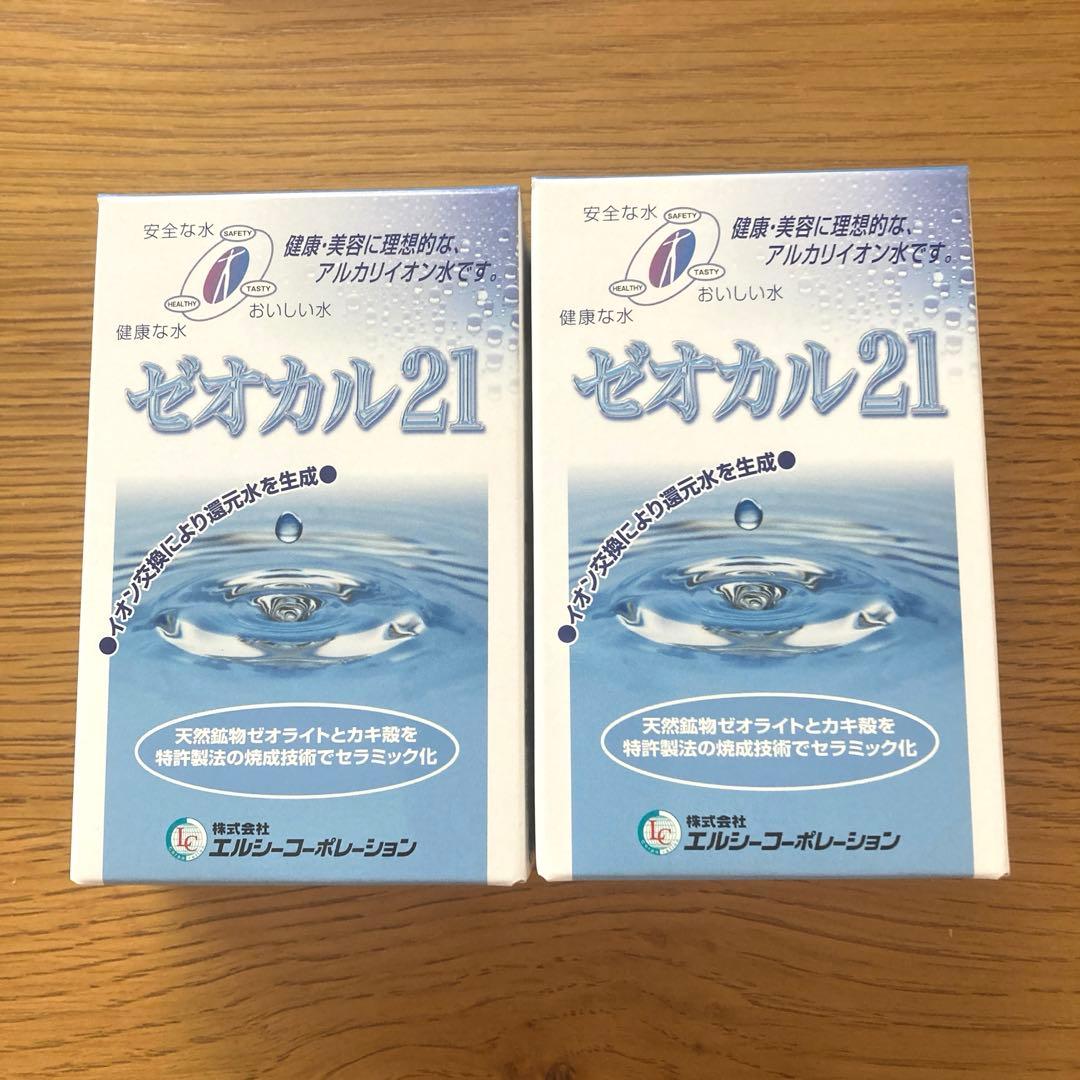 安全な水
SAFETY
健康・美容に理想的な、
アルカリイオン水です。
TASTY
HEALTHY
おいしい水
健康な水
ゼオカル21
●イオン交換により還元水を生成●
天然鉱物ゼオライトとカキ殻を
特許製法の焼成技術でセラミック化
LC
株式会社
エルシーコーポレーション
安全な水
SAFETY
健康・美容に理想的な、
アルカリイオン水です。
TASTY
HEALTHY
おいしい水
健康な水
ゼオカル21
●イオン交換により還元水を生成●
天然鉱物ゼオライトとカキ殻を
特許製法の焼成技術でセラミック化
LC
株式会社
エルシーコーポレーション